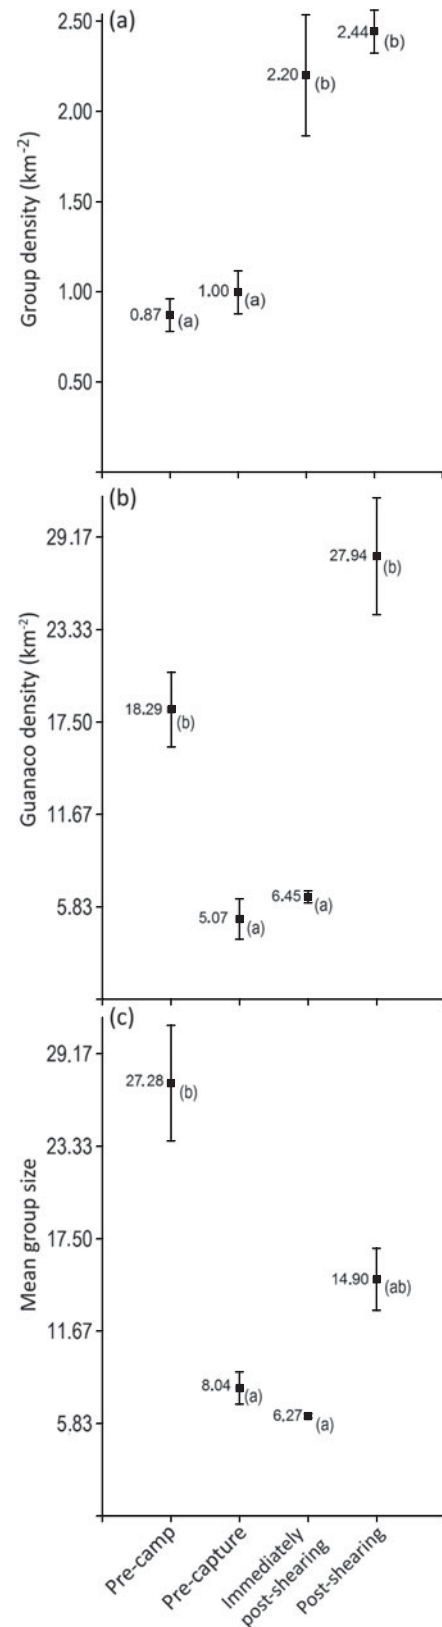 (a)
Group density (km-2)
2.50
2.00
1.50
1.00
0.50
0.87
(a)
1.00
(a)
2.20
(b)
2.44
(b)
(b)
Guanaco density (km-2)
29.17
23.33
17.50
11.67
5.83
18.29
(b)
5.07
(a)
6.45
(a)
27.94
(b)
(c)
Mean group size
29.17
23.33
17.50
11.67
5.83
27.28
(b)
8.04
(a)
6.27
(a)
14.90
(ab)
Pre-camp
Pre-capture
Immediately
post-shearing
Post-shearing